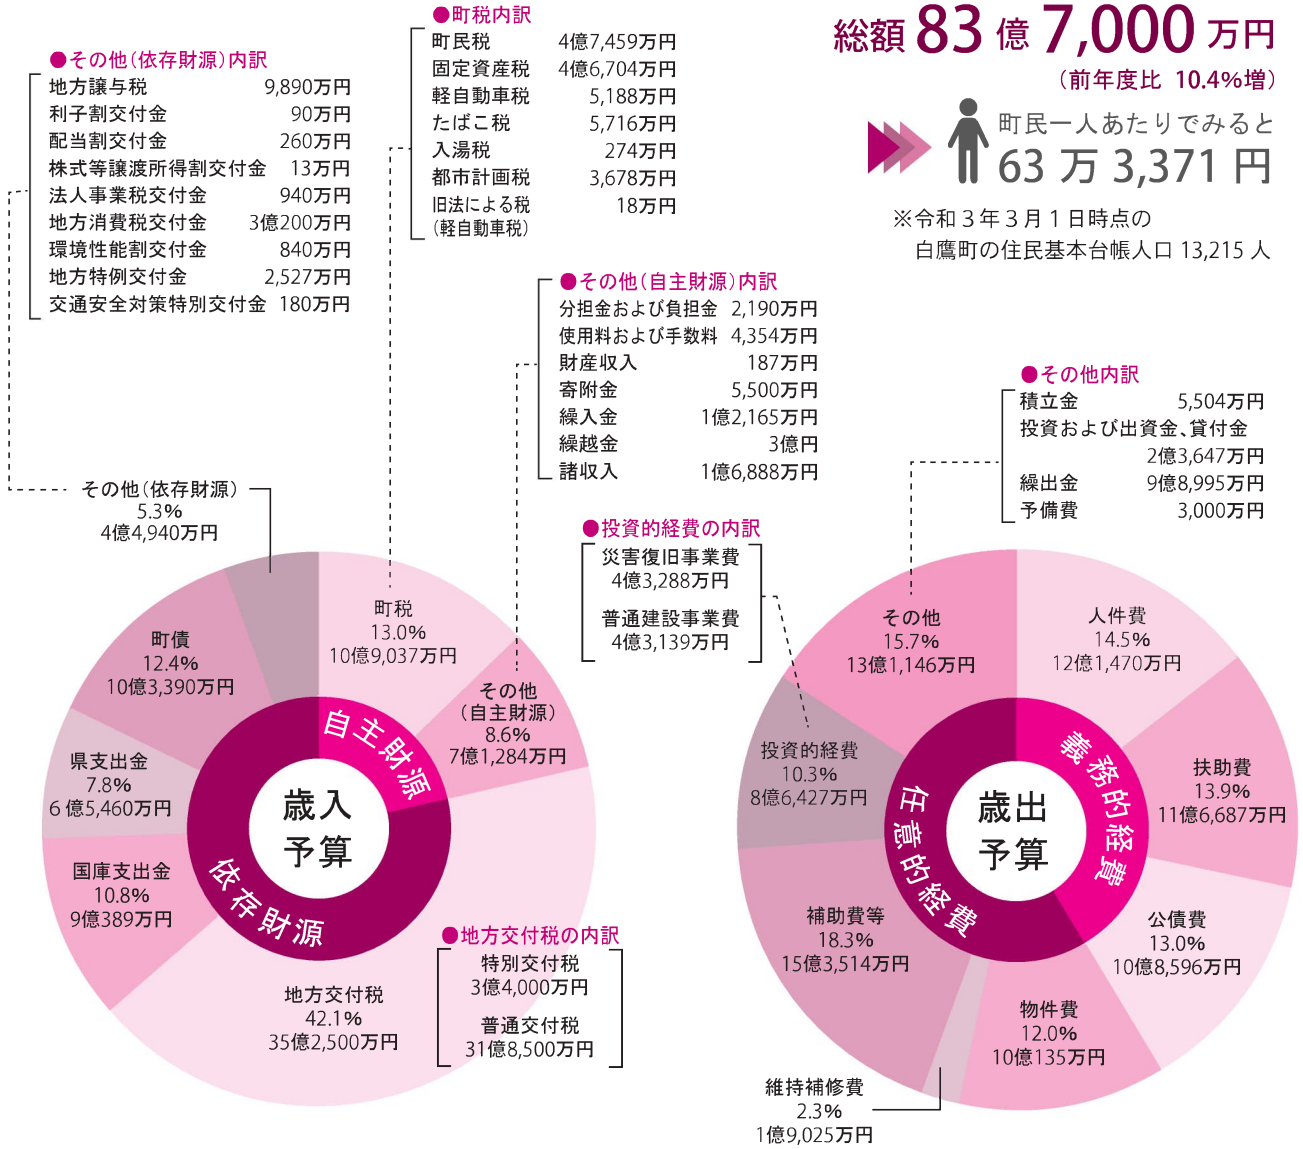 総額 83 億 7,000 万円
（前年度比 10.4%増）
町民一人あたりでみると
63 万 3,371 円
※令和３年３月１日時点の
白鷹町の住民基本台帳人口 13,215 人
●その他（依存財源）内訳
地方譲与税 9,890万円
利子割交付金 90万円
配当割交付金 260万円
株式等譲渡所得割交付金 13万円
法人事業税交付金 940万円
地方消費税交付金 3億200万円
環境性能割交付金 840万円
地方特例交付金 2,527万円
交通安全対策特別交付金 180万円
●町税内訳
町民税 4億7,459万円
固定資産税 4億6,704万円
軽自動車税 5,188万円
たばこ税 5,716万円
入湯税 274万円
都市計画税 3,678万円
旧法による税 18万円
（軽自動車税）
●その他（自主財源）内訳
分担金および負担金 2,190万円
使用料および手数料 4,354万円
財産収入 187万円
寄附金 5,500万円
繰入金 1億2,165万円
繰越金 3億円
諸収入 1億6,888万円
●その他内訳
積立金 5,504万円
投資および出資金、貸付金
2億3,647万円
繰出金 9億8,995万円
予備費 3,000万円
●投資的経費の内訳
災害復旧事業費
4億3,288万円
普通建設事業費
4億3,139万円
その他（依存財源）
5.3%
4億4,940万円
町税
13.0%
10億9,037万円
その他
（自主財源）
8.6%
7億1,284万円
町債
12.4%
10億3,390万円
県支出金
7.8%
6 億5,460万円
国庫支出金
10.8%
9億389万円
地方交付税
42.1%
35億2,500万円
●地方交付税の内訳
特別交付税
3億4,000万円
普通交付税
31億8,500万円
自主財源
依存財源
歳入
予算
その他
15.7%
13億1,146万円
人件費
14.5%
12億1,470万円
扶助費
13.9%
11億6,687万円
公債費
13.0%
10億8,596万円
物件費
12.0%
10億135万円
維持補修費
2.3%
1億9,025万円
補助費等
18.3%
15億3,514万円
投資的経費
10.3%
8億6,427万円
義務的経費
任意的経費
歳出
予算